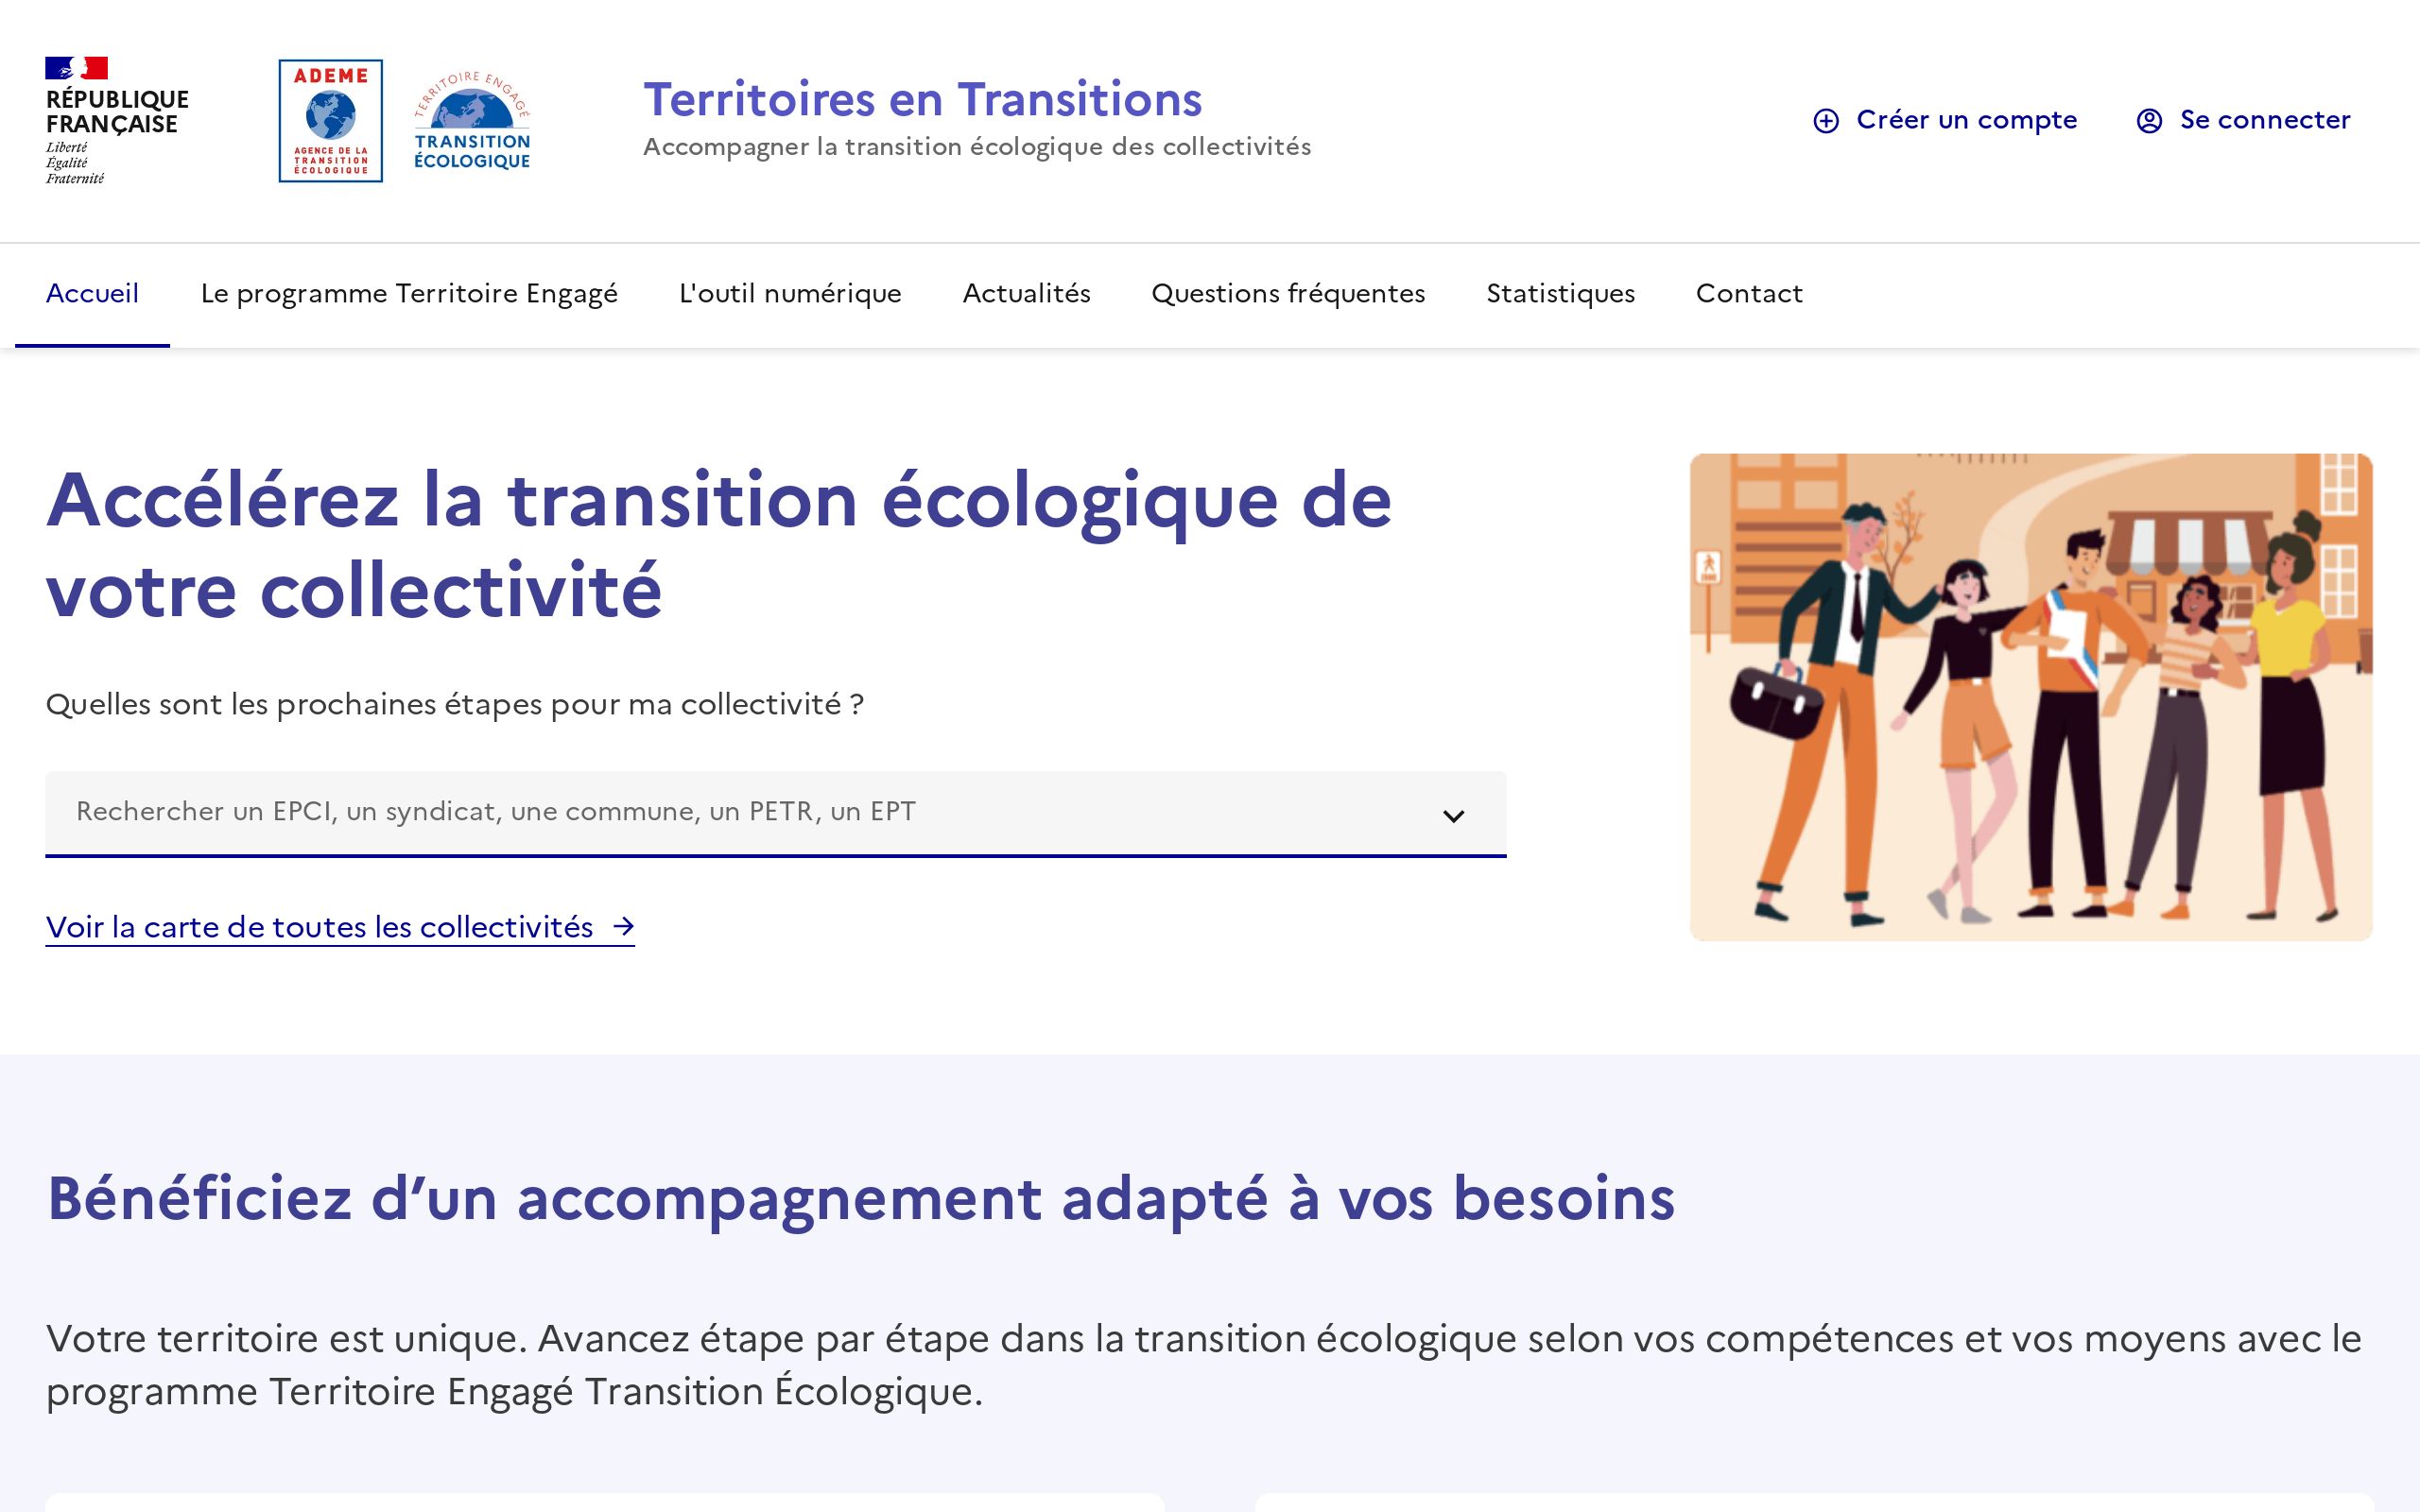 RÉPUBLIQUE
FRANÇAISE
Liberté
Égalité
Fraternité
ADEME
AGENCE DE LA
TRANSITION
ÉCOLOGIQUE
TERRITOIRE ENGAGÉ
TRANSITION
ÉCOLOGIQUE
Territoires en Transitions
Accompagner la transition écologique des collectivités
Créer un compte
Se connecter
Accueil Le programme Territoire Engagé L'outil numérique Actualités Questions fréquentes Statistiques Contact
Accélérez la transition écologique de
votre collectivité
Quelles sont les prochaines étapes pour ma collectivité ?
Rechercher un EPCI, un syndicat, une commune, un PETR, un EPT
Voir la carte de toutes les collectivités →
Bénéficiez d’un accompagnement adapté à vos besoins
Votre territoire est unique. Avancez étape par étape dans la transition écologique selon vos compétences et vos moyens avec le
programme Territoire Engagé Transition Écologique.